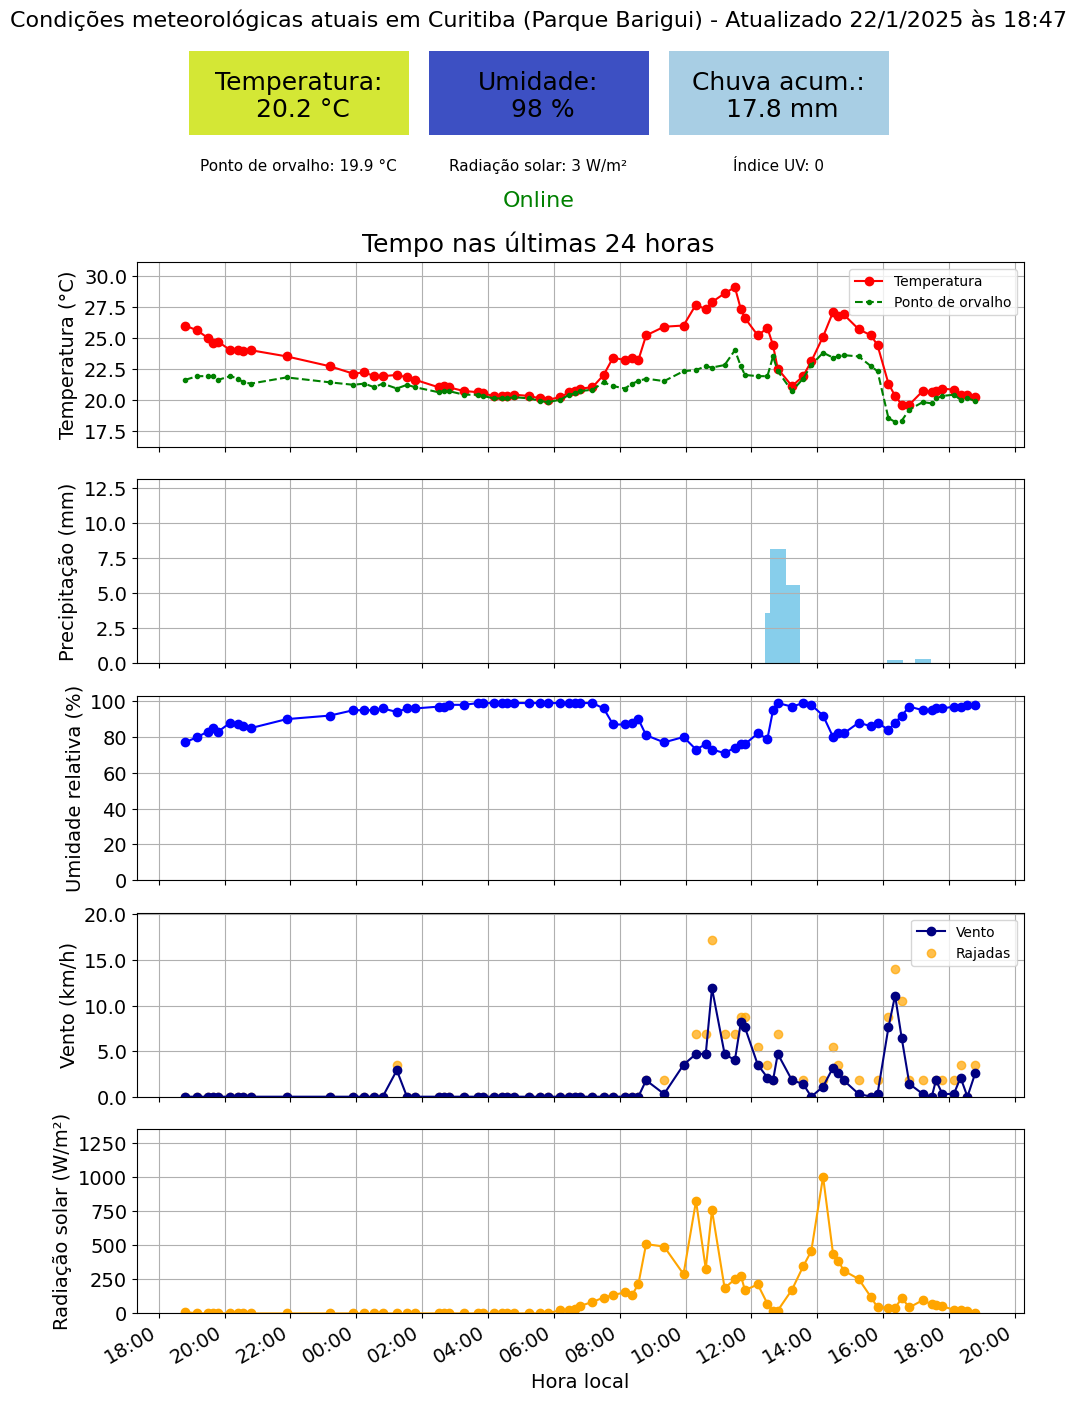 Condições meteorológicas atuais em Curitiba (Parque Barigui) - Atualizado 22/1/2025 às 18:47
Temperatura:
20.2 °C
Umidade:
98 %
Chuva acum.:
17.8 mm
Ponto de orvalho: 19.9 °C
Radiação solar: 3 W/m²
Índice UV: 0
Online
Tempo nas últimas 24 horas
Temperatura (°C)
30.0
27.5
25.0
22.5
20.0
17.5
Temperatura
Ponto de orvalho
Precipitação (mm)
12.5
10.0
7.5
5.0
2.5
0.0
Umidade relativa (%)
100
80
60
40
20
0
Vento (km/h)
20.0
15.0
10.0
5.0
0.0
Vento
Rajadas
Radiação solar (W/m²)
1250
1000
750
500
250
0
18:00
20:00
22:00
00:00
02:00
04:00
06:00
08:00
10:00
12:00
14:00
16:00
18:00
20:00
Hora local